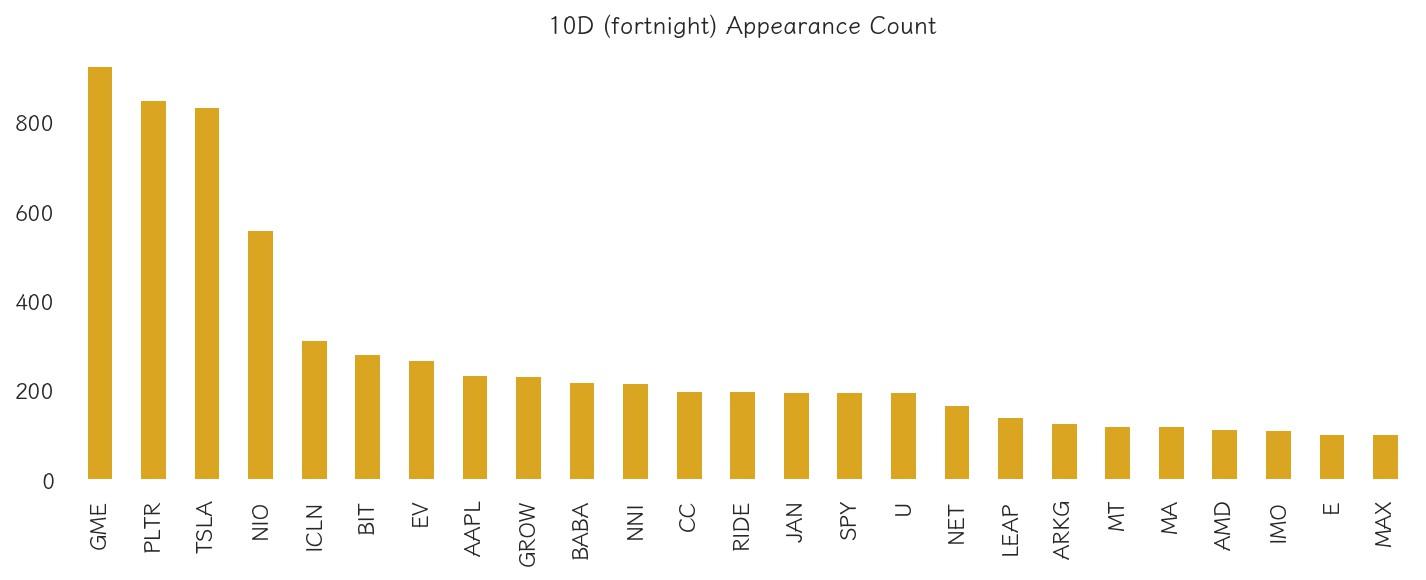 10D (fortnight) Appearance Count
800
600
400
200
0
GME
PLTR
TSLA
NIO
ICLN
BIT
EV
AAPL
GROW
BABA
NNI
CC
RIDE
JAN
SPY
U
NET
LEAP
ARKG
MT
MA
AMD
IMO
E
MAX